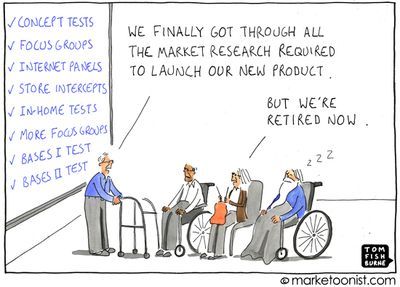 ✓ CONCEPT TESTS
✓ FOCUS GROUPS
✓ INTERNET PANELS
✓ STORE INTERCEPTS
✓ IN-HOME TESTS
✓ MORE FOCUS GROUPS
✓ BASES I TEST
✓ BASES II TEST
WE FINALLY GOT THROUGH ALL
THE MARKET RESEARCH REQUIRED
TO LAUNCH OUR NEW PRODUCT.
BUT WE'RE
RETIRED NOW.
z z z
TOM
FISH
BURNE
© marketoonist.com